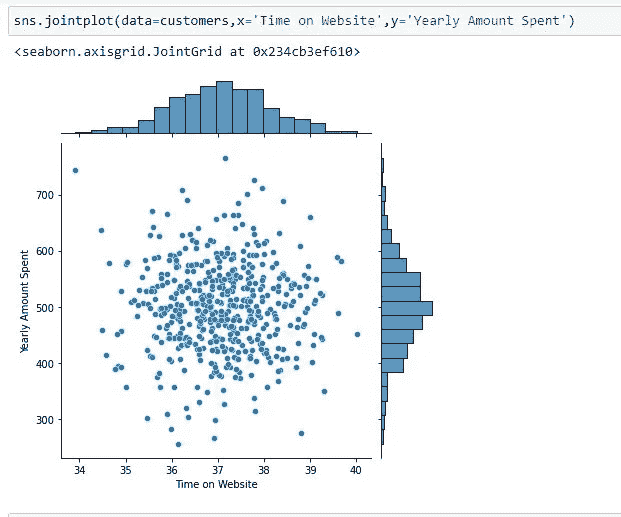 sns.jointplot(data=customers,x='Time on Website',y='Yearly Amount Spent')
<seaborn.axisgrid.JointGrid at 0x234cb3ef610>
700
600
500
400
300
Yearly Amount Spent
34 35 36 37 38 39 40
Time on Website